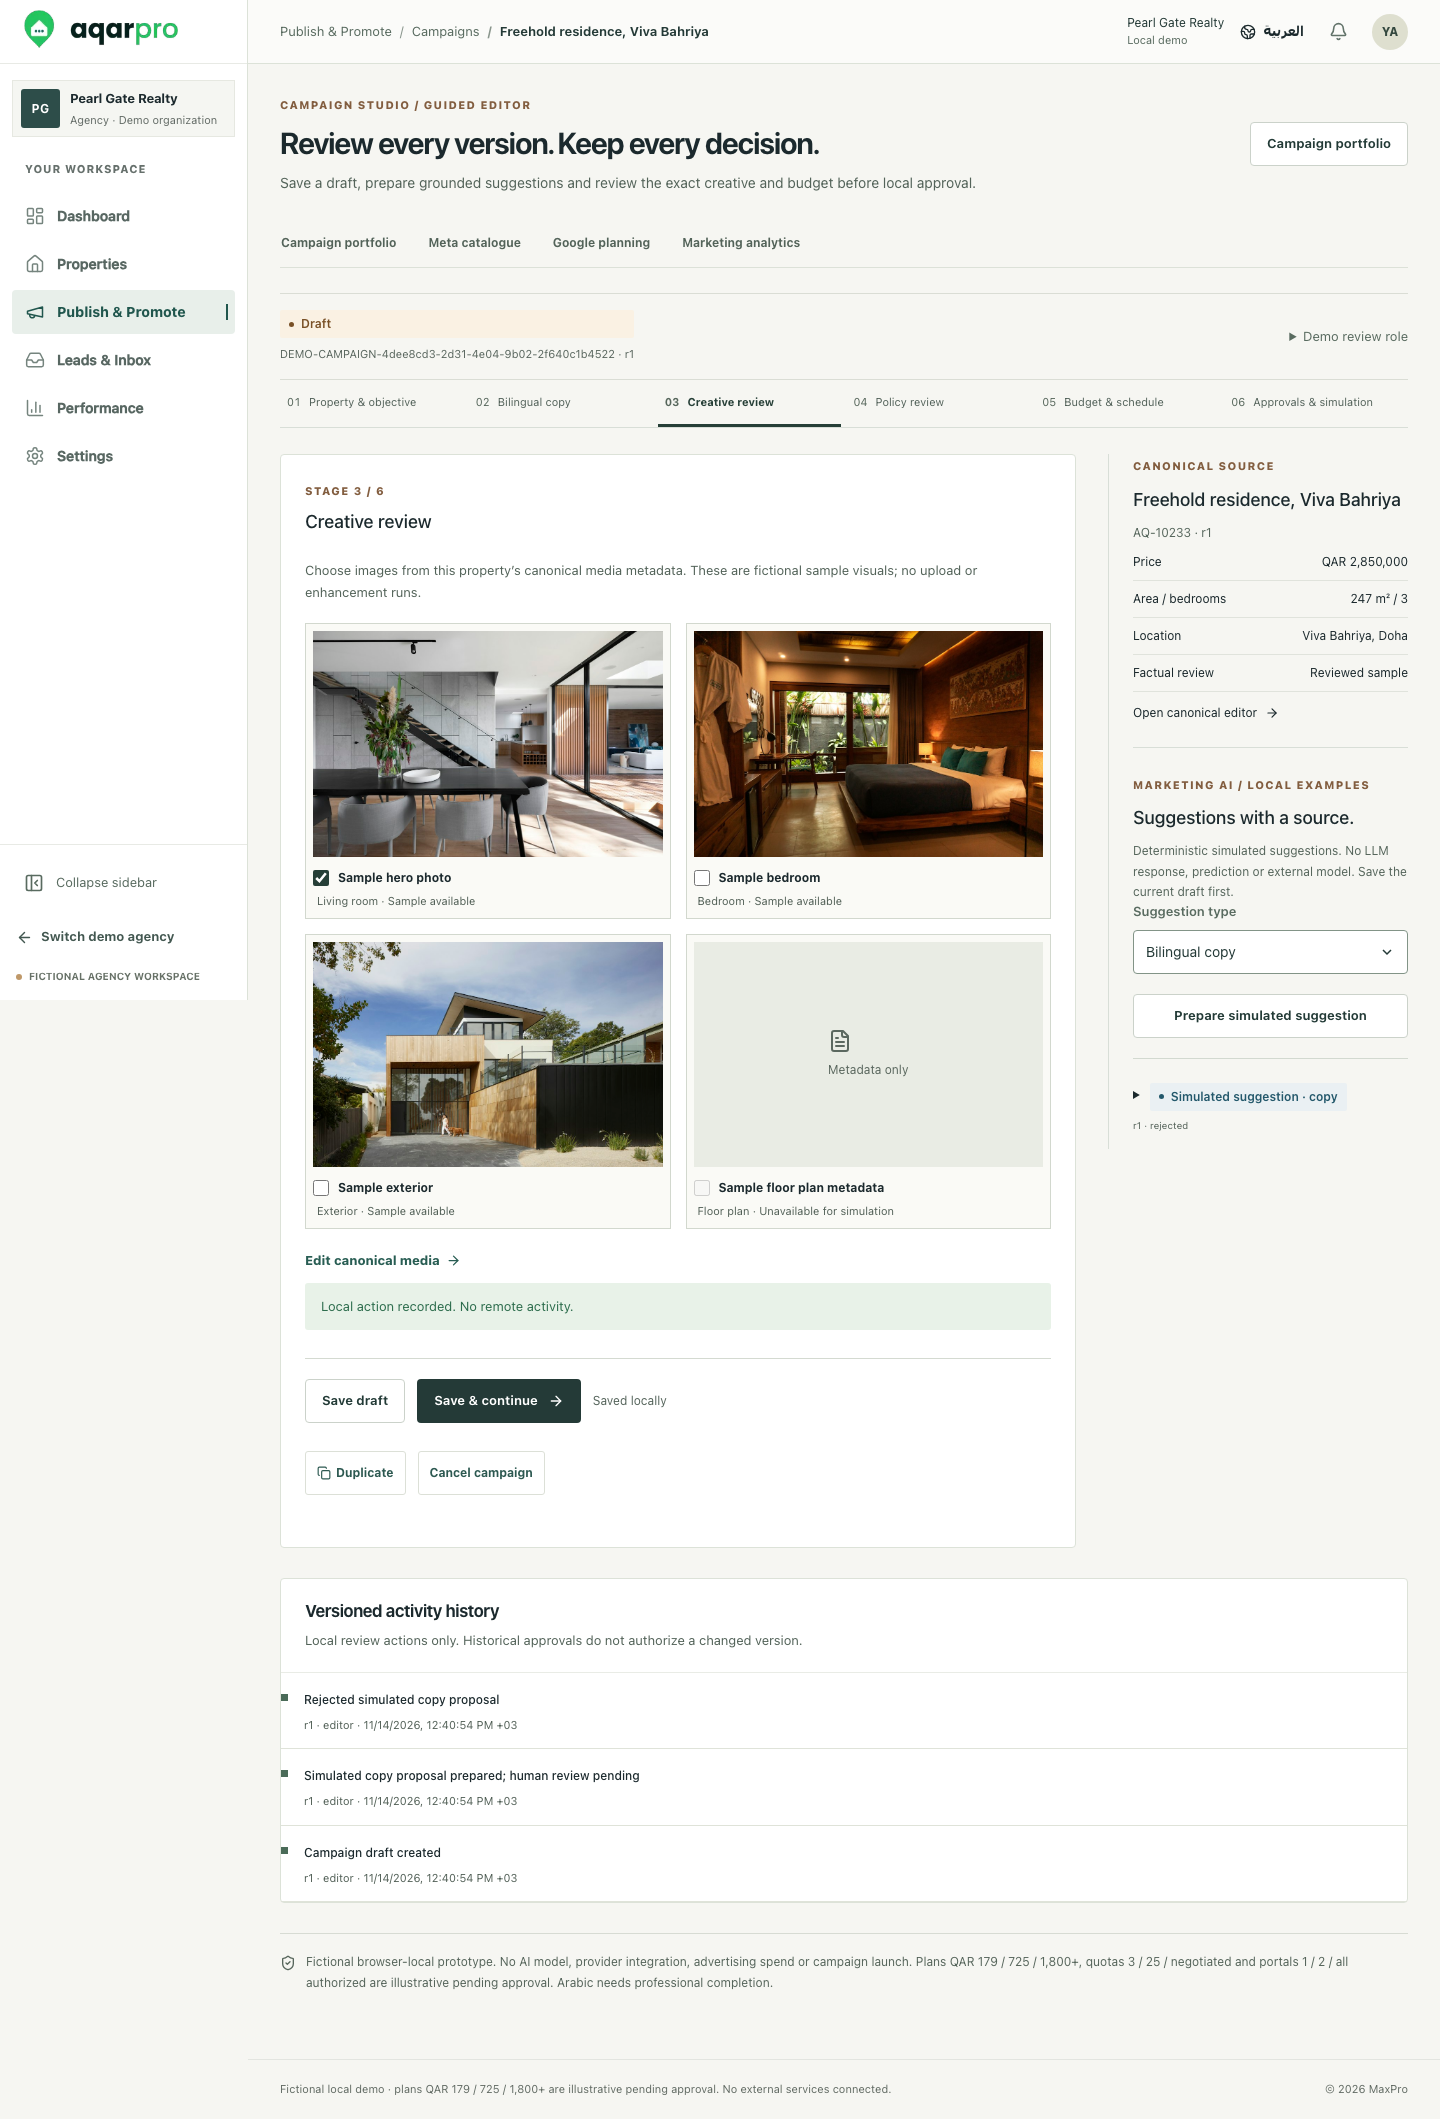 aqarpro
Publish & Promote / Campaigns / Freehold residence, Viva Bahriya
Pearl Gate Realty
Local demo
العربية
YA
PG
Pearl Gate Realty
Agency · Demo organization
YOUR WORKSPACE
Dashboard
Properties
Publish & Promote
Leads & Inbox
Performance
Settings
Collapse sidebar
Switch demo agency
FICTIONAL AGENCY WORKSPACE
CAMPAIGN STUDIO / GUIDED EDITOR
Review every version. Keep every decision.
Save a draft, prepare grounded suggestions and review the exact creative and budget before local approval.
Campaign portfolio
Campaign portfolio
Meta catalogue
Google planning
Marketing analytics
Draft
DEMO-CAMPAIGN-4dee8cd3-2d31-4e04-9b02-2f640c1b4522 · r1
Demo review role
01 Property & objective
02 Bilingual copy
03 Creative review
04 Policy review
05 Budget & schedule
06 Approvals & simulation
STAGE 3 / 6
Creative review
Choose images from this property's canonical media metadata. These are fictional sample visuals; no upload or
enhancement runs.
Sample hero photo
Living room · Sample available
Sample bedroom
Bedroom · Sample available
Sample exterior
Exterior · Sample available
Metadata only
Sample floor plan metadata
Floor plan · Unavailable for simulation
Edit canonical media
Local action recorded. No remote activity.
Save draft
Save & continue
Saved locally
Duplicate
Cancel campaign
CANONICAL SOURCE
Freehold residence, Viva Bahriya
AQ-10233 · r1
Price QAR 2,850,000
Area / bedrooms 247 m² / 3
Location Viva Bahriya, Doha
Factual review Reviewed sample
Open canonical editor
MARKETING AI / LOCAL EXAMPLES
Suggestions with a source.
Deterministic simulated suggestions. No LLM
response, prediction or external model. Save the
current draft first.
Suggestion type
Bilingual copy
Prepare simulated suggestion
Simulated suggestion · copy
r1 · rejected
Versioned activity history
Local review actions only. Historical approvals do not authorize a changed version.
Rejected simulated copy proposal
r1 · editor · 11/14/2026, 12:40:54 PM +03
Simulated copy proposal prepared; human review pending
r1 · editor · 11/14/2026, 12:40:54 PM +03
Campaign draft created
r1 · editor · 11/14/2026, 12:40:54 PM +03
Fictional browser-local prototype. No AI model, provider integration, advertising spend or campaign launch. Plans QAR 179 / 725 / 1,800+, quotas 3 / 25 / negotiated and portals 1 / 2 / all
authorized are illustrative pending approval. Arabic needs professional completion.
Fictional local demo · plans QAR 179 / 725 / 1,800+ are illustrative pending approval. No external services connected.
© 2026 MaxPro